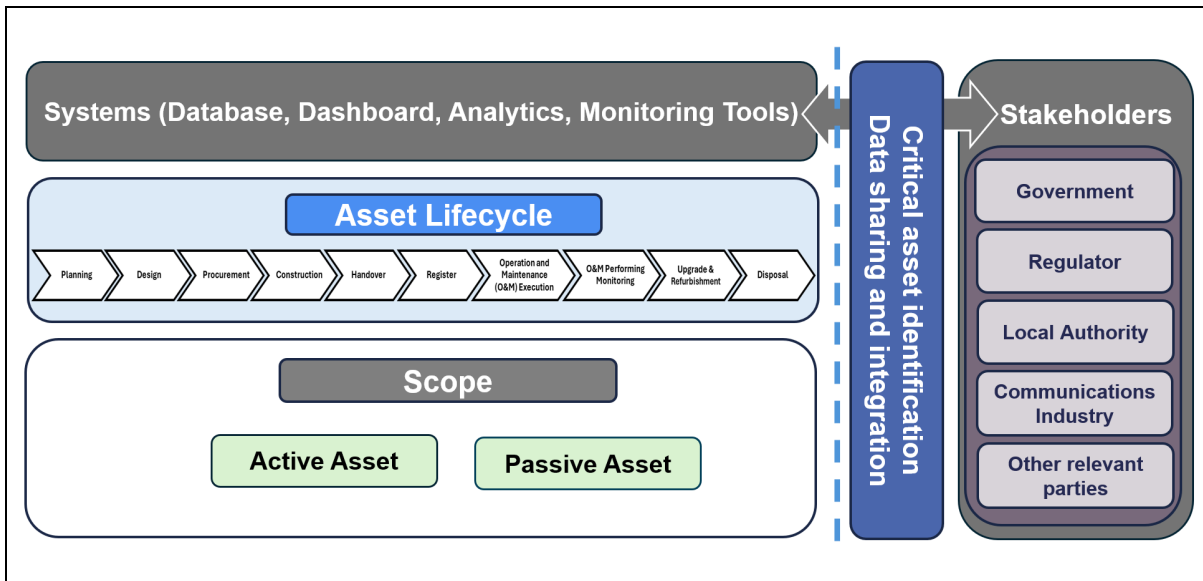 Systems (Database, Dashboard, Analytics, Monitoring Tools)
Asset Lifecycle
Planning
Design
Procurement
Construction
Handover
Register
Operation and
Maintenance
(O&M) Execution
O&M Performing
Monitoring
Upgrade &
Refurbishment
Disposal
Scope
Active Asset
Passive Asset
Critical asset identification
Data sharing and integration
Stakeholders
Government
Regulator
Local Authority
Communications
Industry
Other relevant
parties